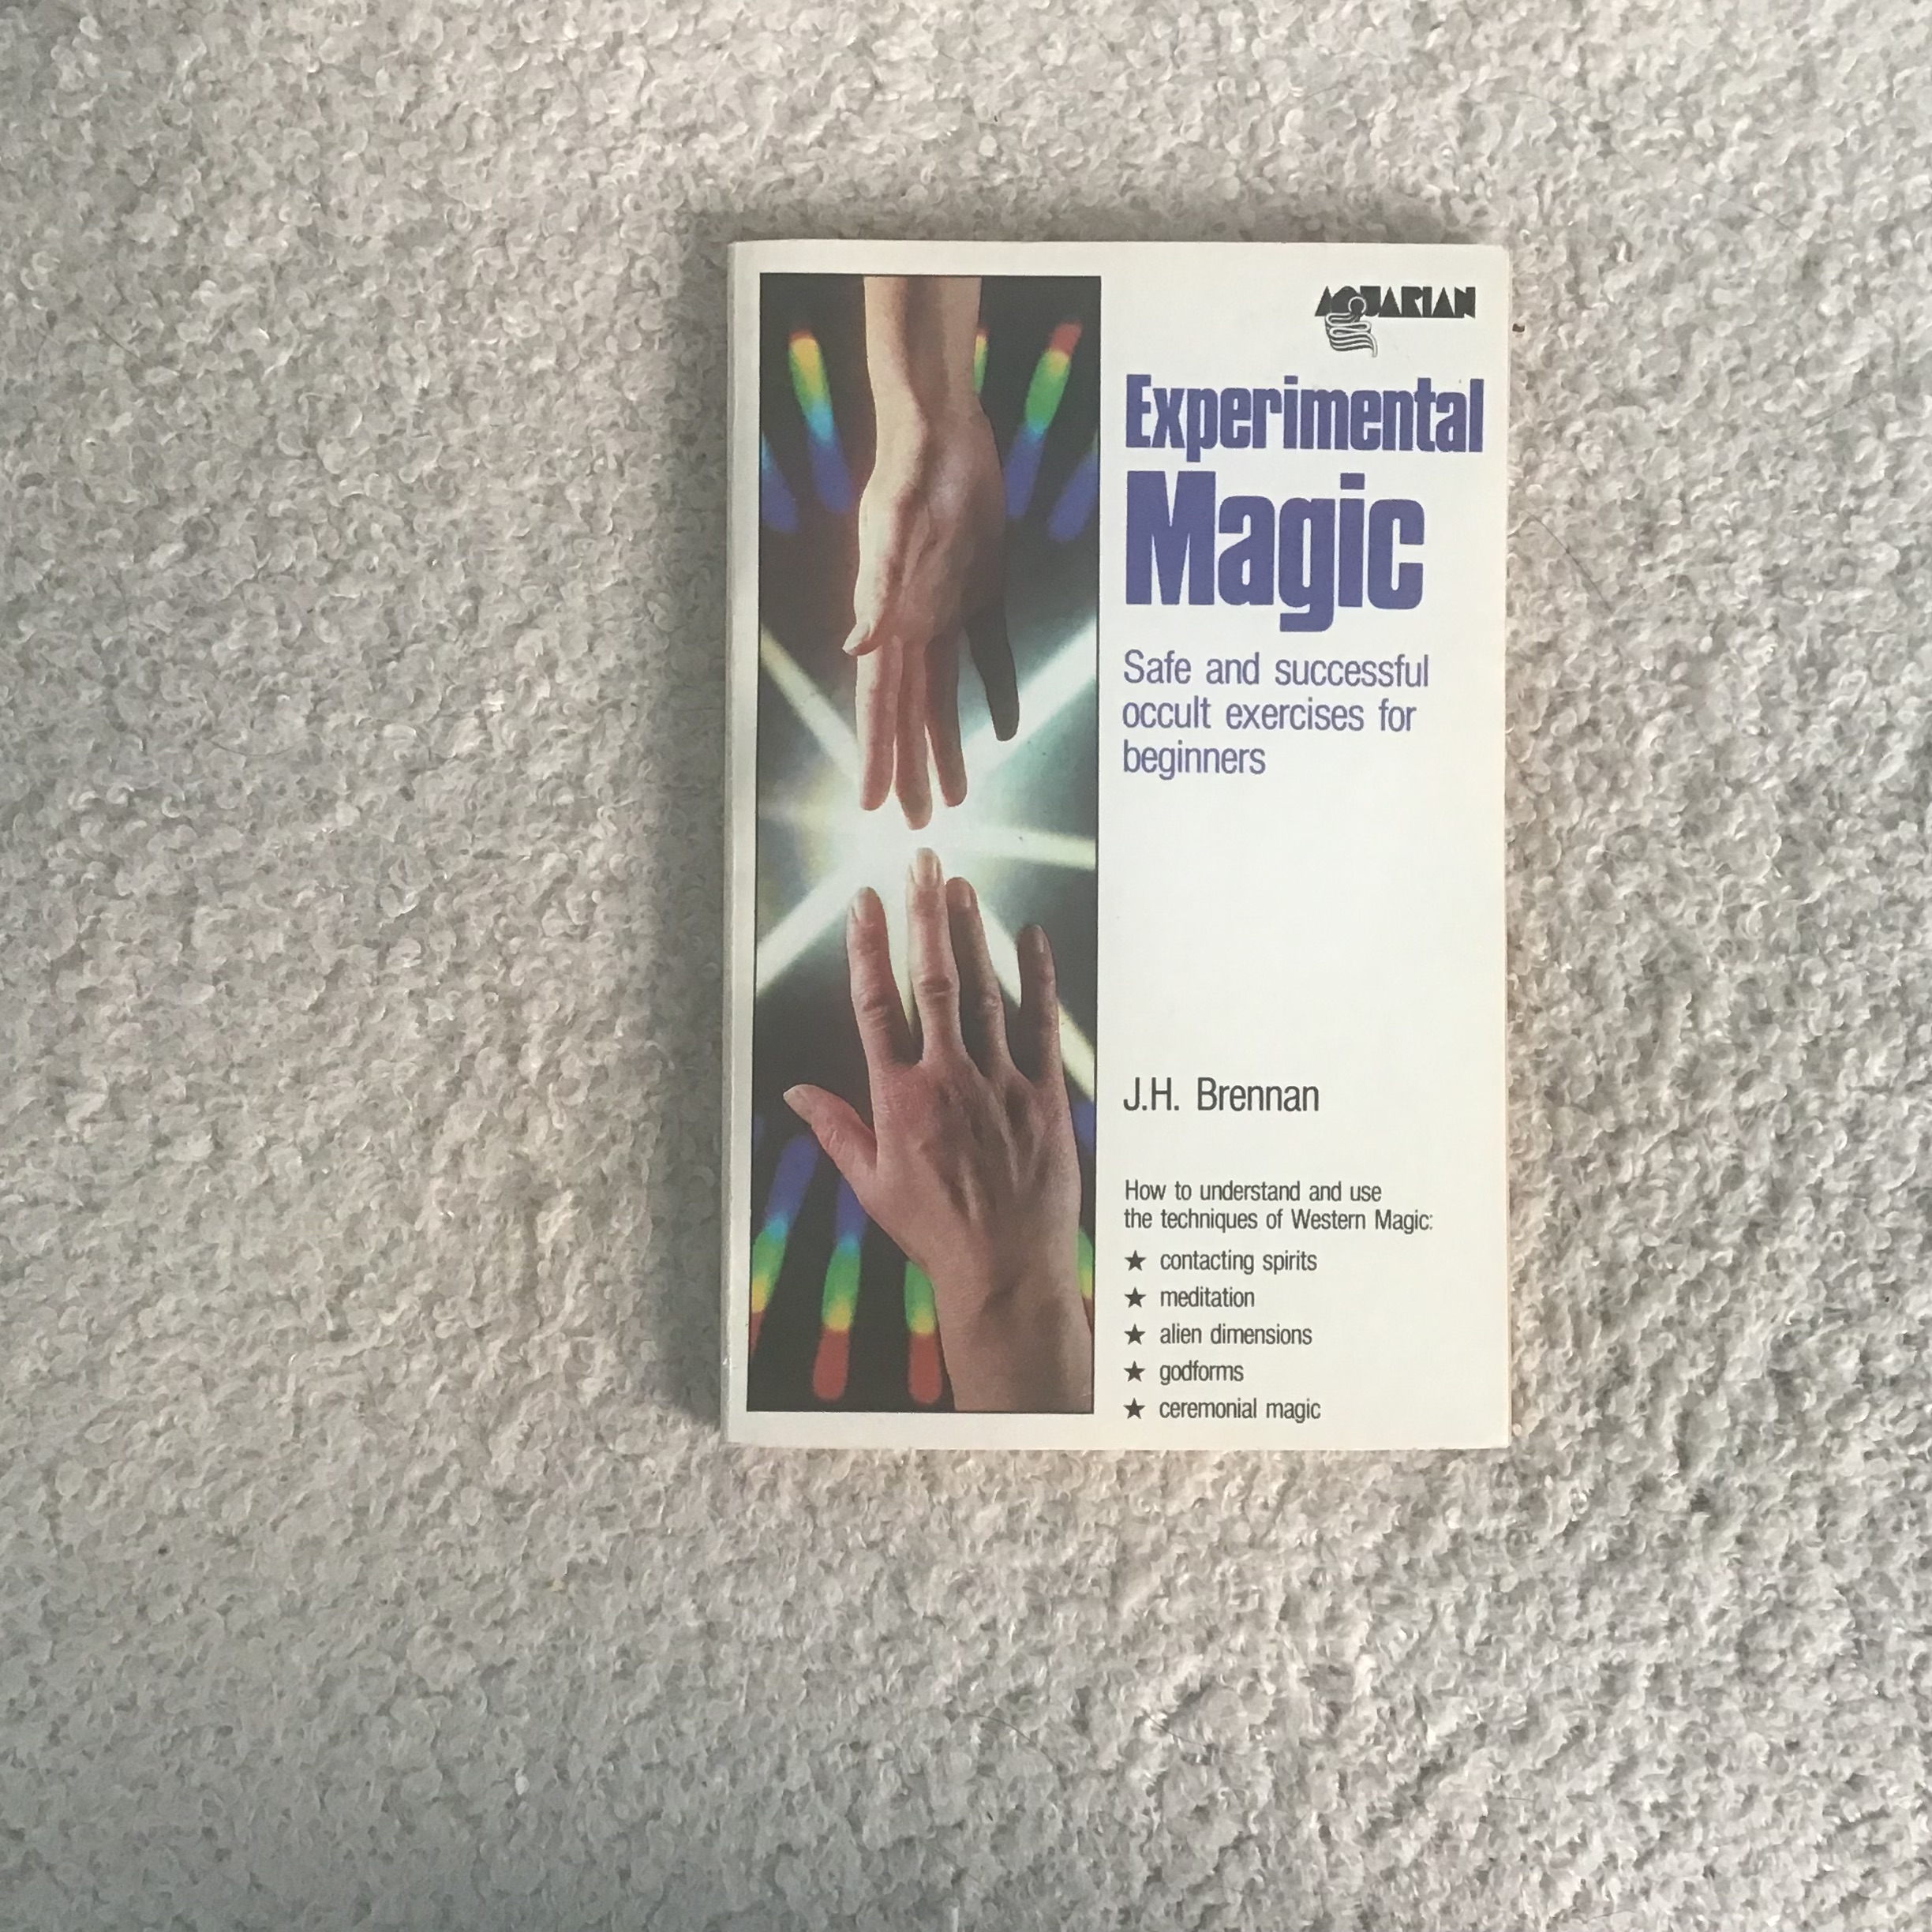 AQUARIAN
Experimental
Magic
Safe and successful
occult exercises for
beginners
J.H. Brennan
How to understand and use
the techniques of Western Magic:
★ contacting spirits
★ meditation
★ alien dimensions
★ godforms
★ ceremonial magic